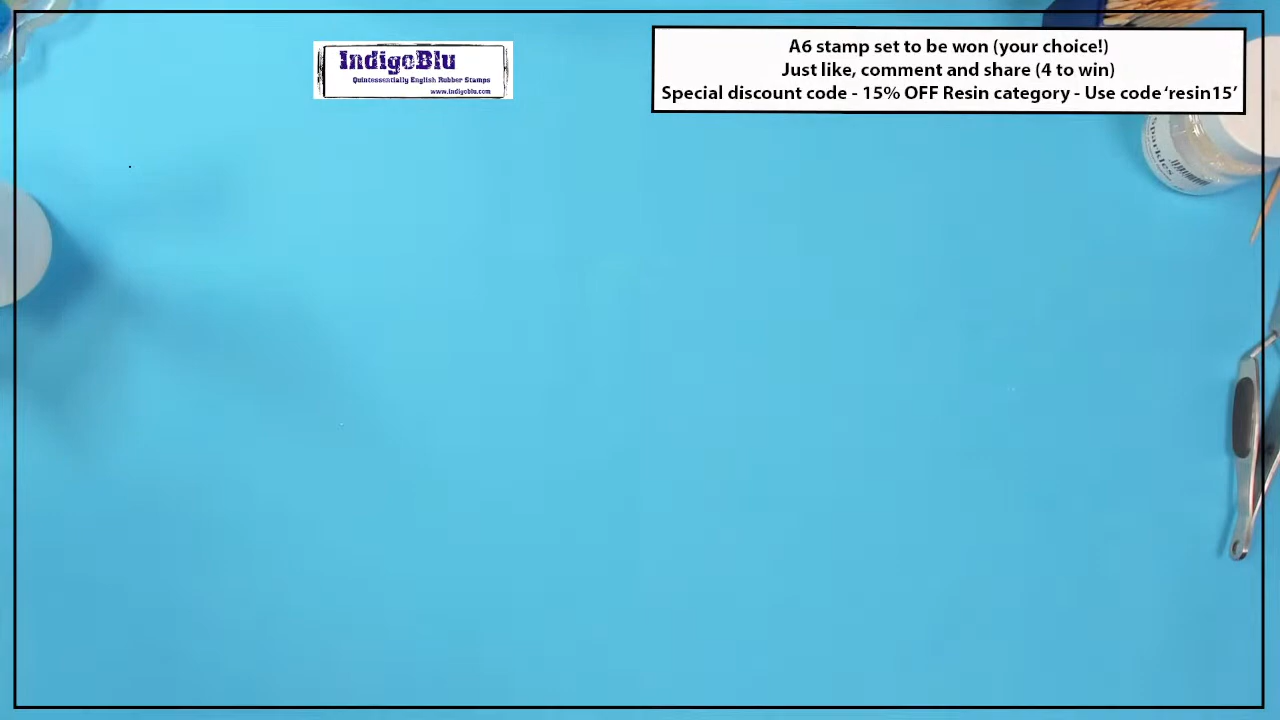 IndigoBlu
Quintessentially English Rubber Stamps
www.indigoblu.com
A6 stamp set to be won (your choice!)
Just like, comment and share (4 to win)
Special discount code - 15% OFF Resin category - Use code ‘resin15’
Sparkles